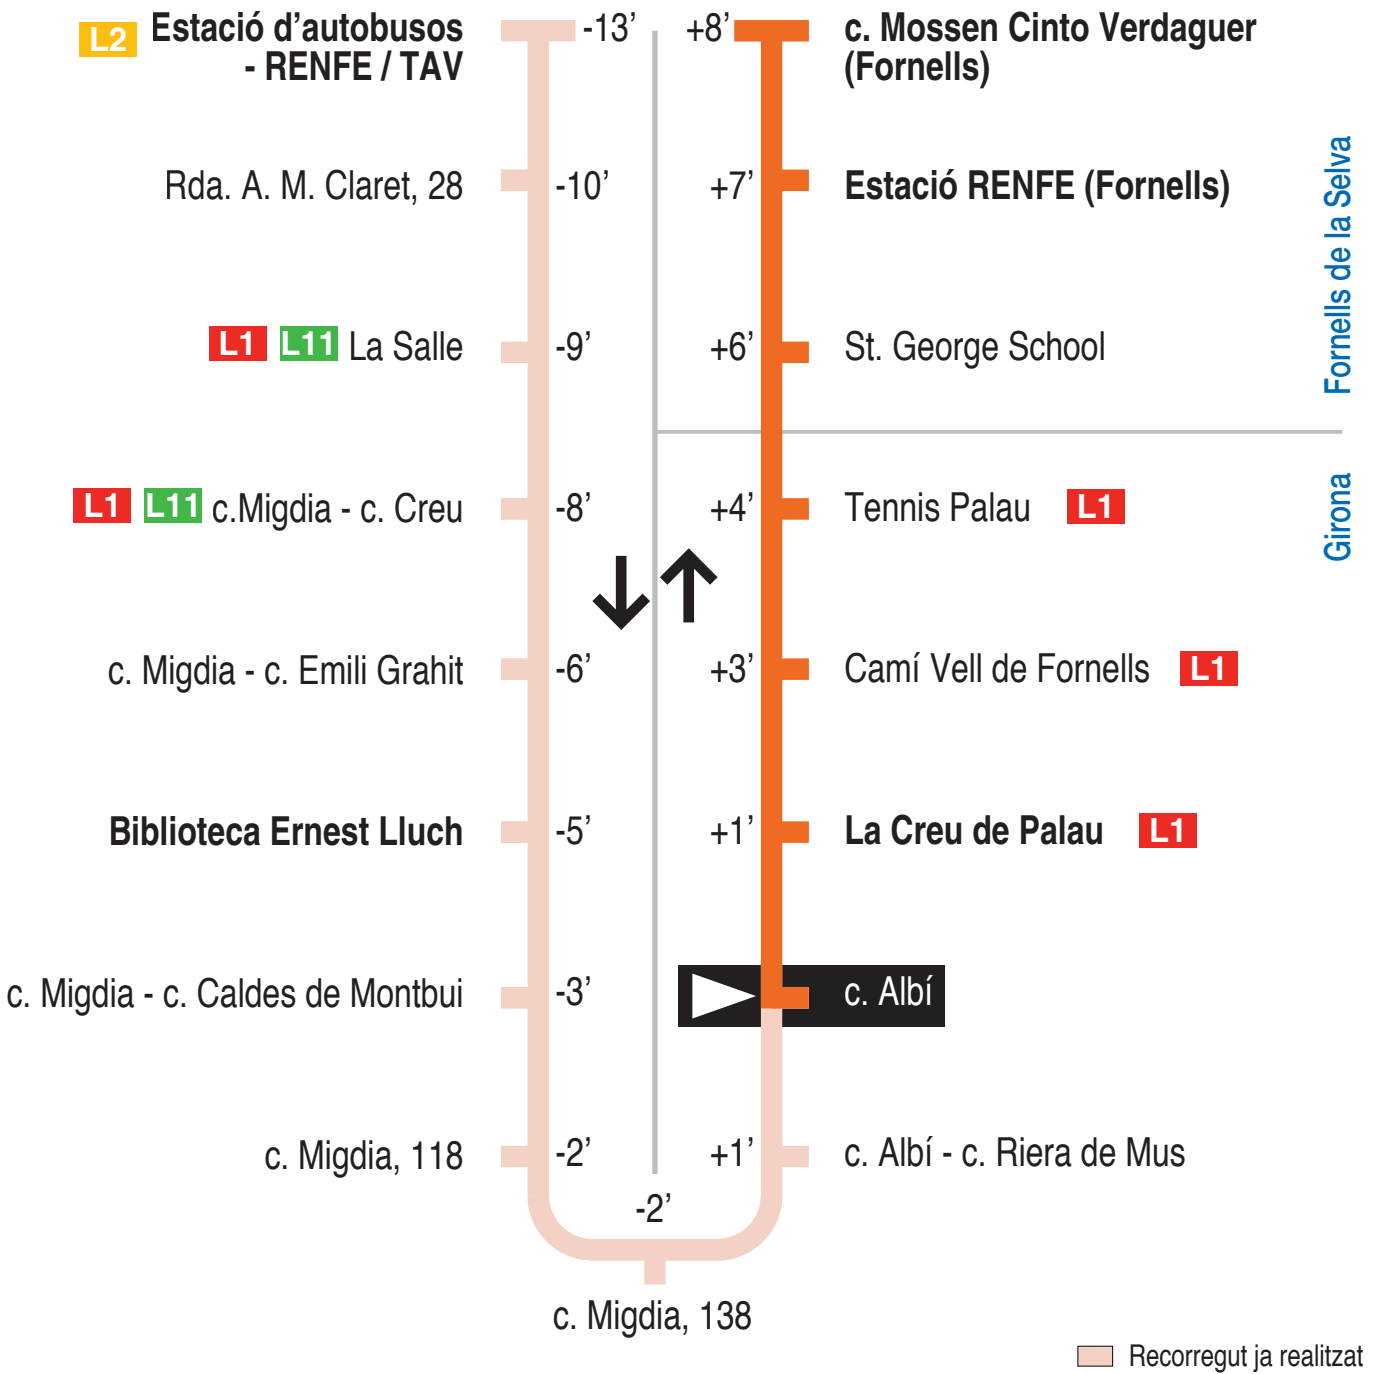 L2 Estació d’autobusos
- RENFE / TAV
-13’
Rda. A. M. Claret, 28
-10’
L1 L11 La Salle
-9’
L1 L11 c.Migdia - c. Creu
-8’
c. Migdia - c. Emili Grahit
-6’
Biblioteca Ernest Lluch
-5’
c. Migdia - c. Caldes de Montbui
-3’
c. Migdia, 118
-2’
-2’
c. Migdia, 138
+8’
c. Mossen Cinto Verdaguer
(Fornells)
+7’
Estació RENFE (Fornells)
+6’
St. George School
+4’
Tennis Palau L1
+3’
Camí Vell de Fornells L1
+1’
La Creu de Palau L1
c. Albí
+1’
c. Albí - c. Riera de Mus
Fornells de la Selva
Girona
Recorregut ja realitzat